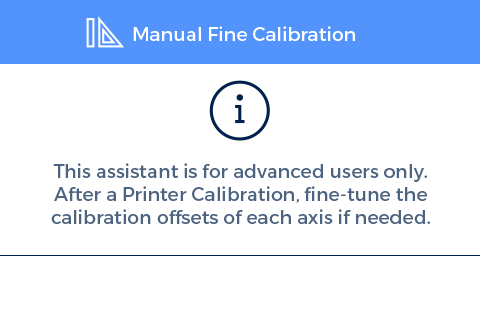 Manual Fine Calibration
This assistant is for advanced users only.
After a Printer Calibration, fine-tune the
calibration offsets of each axis if needed.